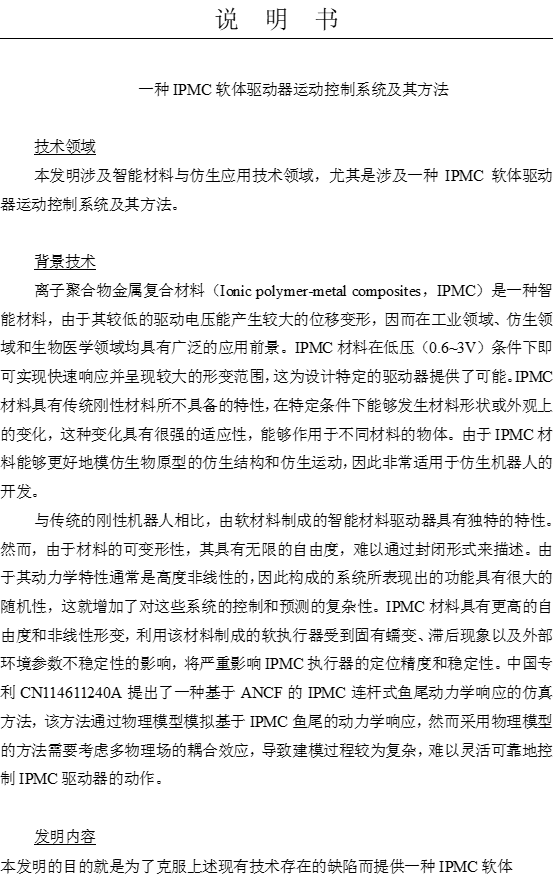 说 明 书
一种 IPMC 软体驱动器运动控制系统及其方法
技术领域
本发明涉及智能材料与仿生应用技术领域，尤其是涉及一种 IPMC 软体驱动
器运动控制系统及其方法。
背景技术
离子聚合物金属复合材料（Ionic polymer-metal composites，IPMC）是一种智
能材料，由于其较低的驱动电压能产生较大的位移变形，因而在工业领域、仿生领
域和生物医学领域均具有广泛的应用前景。IPMC 材料在低压（0.6~3V）条件下即
可实现快速响应并呈现较大的形变范围，这为设计特定的驱动器提供了可能。IPMC
材料具有传统刚性材料所不具备的特性，在特定条件下能够发生材料形状或外观上
的变化，这种变化具有很强的适应性，能够作用于不同材料的物体。由于 IPMC 材
料能够更好地模仿生物原型的仿生结构和仿生运动，因此非常适用于仿生机器人的
开发。
与传统的刚性机器人相比，由软材料制成的智能材料驱动器具有独特的特性。
然而，由于材料的可变形性，其具有无限的自由度，难以通过封闭形式来描述。由
于其动力学特性通常是高度非线性的，因此构成的系统所表现出的功能具有很大的
随机性，这就增加了对这些系统的控制和预测的复杂性。IPMC 材料具有更高的自
由度和非线性形变，利用该材料制成的软执行器受到固有蠕变、滞后现象以及外部
环境参数不稳定性的影响，将严重影响 IPMC 执行器的定位精度和稳定性。中国专
利 CN114611240A 提出了一种基于 ANCF 的 IPMC 连杆式鱼尾动力学响应的仿真
方法，该方法通过物理模型模拟基于 IPMC 鱼尾的动力学响应，然而采用物理模型
的方法需要考虑多物理场的耦合效应，导致建模过程较为复杂，难以灵活可靠地控
制 IPMC 驱动器的动作。
发明内容
本发明的目的就是为了克服上述现有技术存在的缺陷而提供一种 IPMC 软体